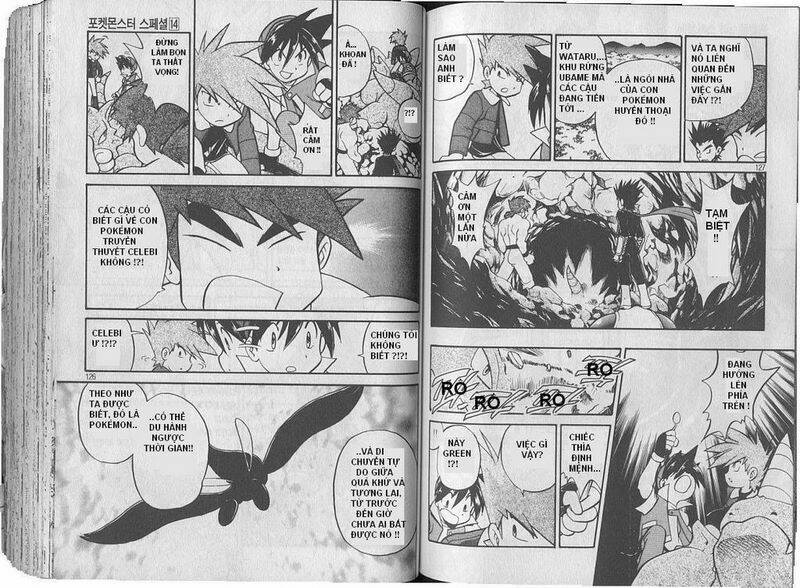 포켓몬스터 스페셜 14
ĐỪNG
LÀM BỌN
TA THẤT
VỌNG!
RẤT
CẢM
ƠN !!
À...
KHOAN
ĐÃ !
?!?
CÁC CẬU CÓ
BIẾT GÌ VỀ CON
POKÉMON
TRUYỀN
THUYẾT CELEBI
KHÔNG !?!
CELEBI
Ư !?!?
CHÚNG TÔI
KHÔNG
BIẾT ?!?!
126
THEO NHƯ
TA ĐƯỢC
BIẾT, ĐÓ LÀ
POKÉMON..
..CÓ THỂ
DU HÀNH
NGƯỢC
THỜI GIAN!!
..VÀ DI
CHUYỂN TỰ
DO GIỮA
QUÁ KHỨ VÀ
TƯƠNG LAI,
TỪ TRƯỚC
ĐẾN GIỜ
CHƯA AI BẮT
ĐƯỢC NÓ !!
LÀM
SAO ANH
BIẾT ?
TỪ
WATARU,..
KHU RỪNG
UBAME MÀ
CÁC CẬU
ĐANG TIẾN
TỚI ...
..LÀ NGÔI NHÀ
CỦA CON
POKÉMON
HUYỀN THOẠI
ĐÓ !!
VÀ TA NGHĨ
NÓ LIÊN
QUAN ĐẾN
NHỮNG
VIỆC GẦN
ĐÂY !?!
127
CẢM
ƠN
MỘT
LẦN
NỮA
TẠM
BIỆT
!!
RỘ
RỘ
RỘ
RỘ
NÀY
GREEN
!?!
VIỆC GÌ
VẬY?
CHIẾC
THÌA
ĐỊNH
MỆNH...
ĐANG
HƯỚNG
LÊN
PHÍA
TRÊN !